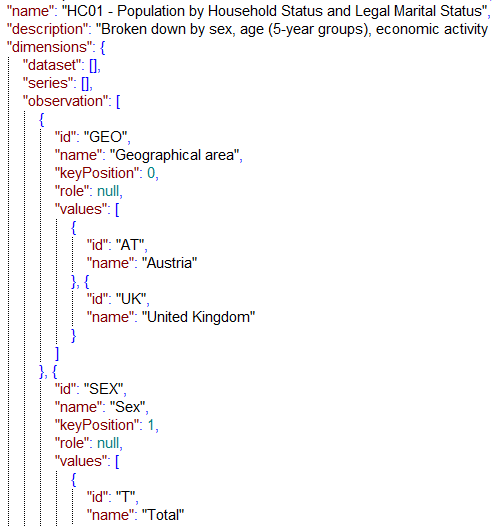 "name": "HC01 - Population by Household Status and Legal Marital Status",
"description": "Broken down by sex, age (5-year groups), economic activity
"dimensions": {
"dataset": [],
"series": [],
"observation": [
{
"id": "GEO",
"name": "Geographical area",
"keyPosition": 0,
"role": null,
"values": [
{
"id": "AT",
"name": "Austria"
}, {
"id": "UK",
"name": "United Kingdom"
}
]
}, {
"id": "SEX",
"name": "Sex",
"keyPosition": 1,
"role": null,
"values": [
{
"id": "T",
"name": "Total"